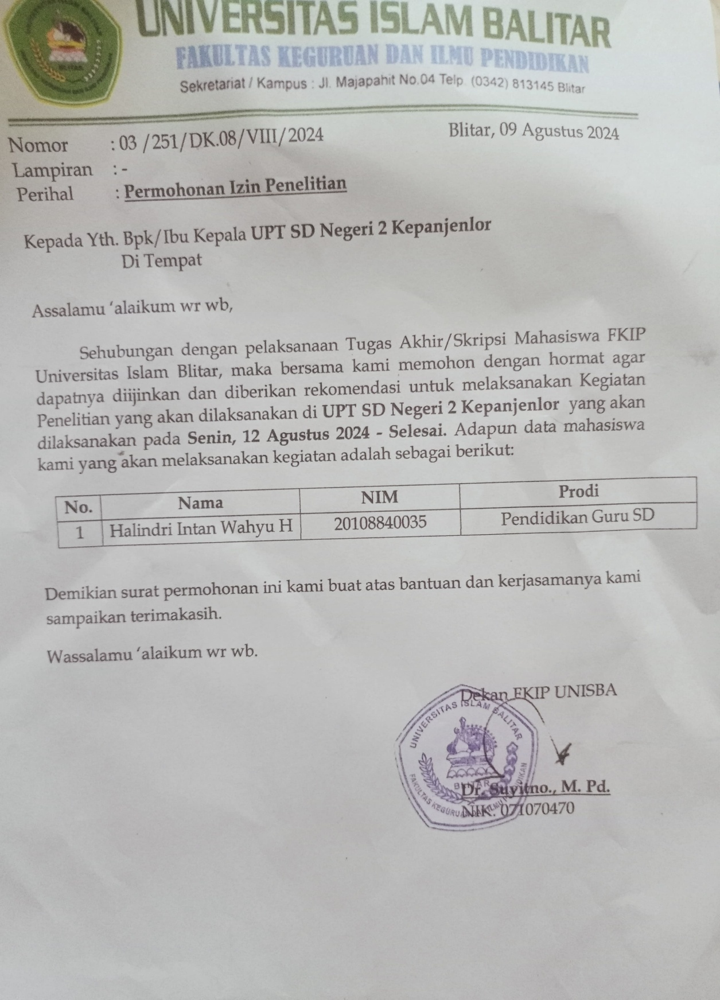 UNIVERSITAS ISLAM BALITAR
FAKULTAS KEGURUAN DAN ILMU PENDIDIKAN
Sekretariat / Kampus : Jl. Majapahit No.04 Telp. (0342) 813145 Blitar
BLITAR
Nomor : 03 /251/DK.08/VIII/2024 Blitar, 09 Agustus 2024
Lampiran : -
Perihal : Permohonan Izin Penelitian
Kepada Yth. Bpk/Ibu Kepala UPT SD Negeri 2 Kepanjenlor
Di Tempat
Assalamu ‘alaikum wr wb,
Sehubungan dengan pelaksanaan Tugas Akhir/Skripsi Mahasiswa FKIP
Universitas Islam Blitar, maka bersama kami memohon dengan hormat agar
dapatnya diijinkan dan diberikan rekomendasi untuk melaksanakan Kegiatan
Penelitian yang akan dilaksanakan di UPT SD Negeri 2 Kepanjenlor yang akan
dilaksanakan pada Senin, 12 Agustus 2024 - Selesai. Adapun data mahasiswa
kami yang akan melaksanakan kegiatan adalah sebagai berikut:
No. Nama NIM Prodi
1 Halindri Intan Wahyu H 20108840035 Pendidikan Guru SD
Demikian surat permohonan ini kami buat atas bantuan dan kerjasamanya kami
sampaikan terimakasih.
Wassalamu ‘alaikum wr wb.
Dekan FKIP UNISBA
UNIVERSITAS ISLAM BALITAR
BLITAR
FAKULTAS KEGURUAN DAN ILMU PENDIDIKAN
Dr. Suyitno., M. Pd.
NIK. 071070470